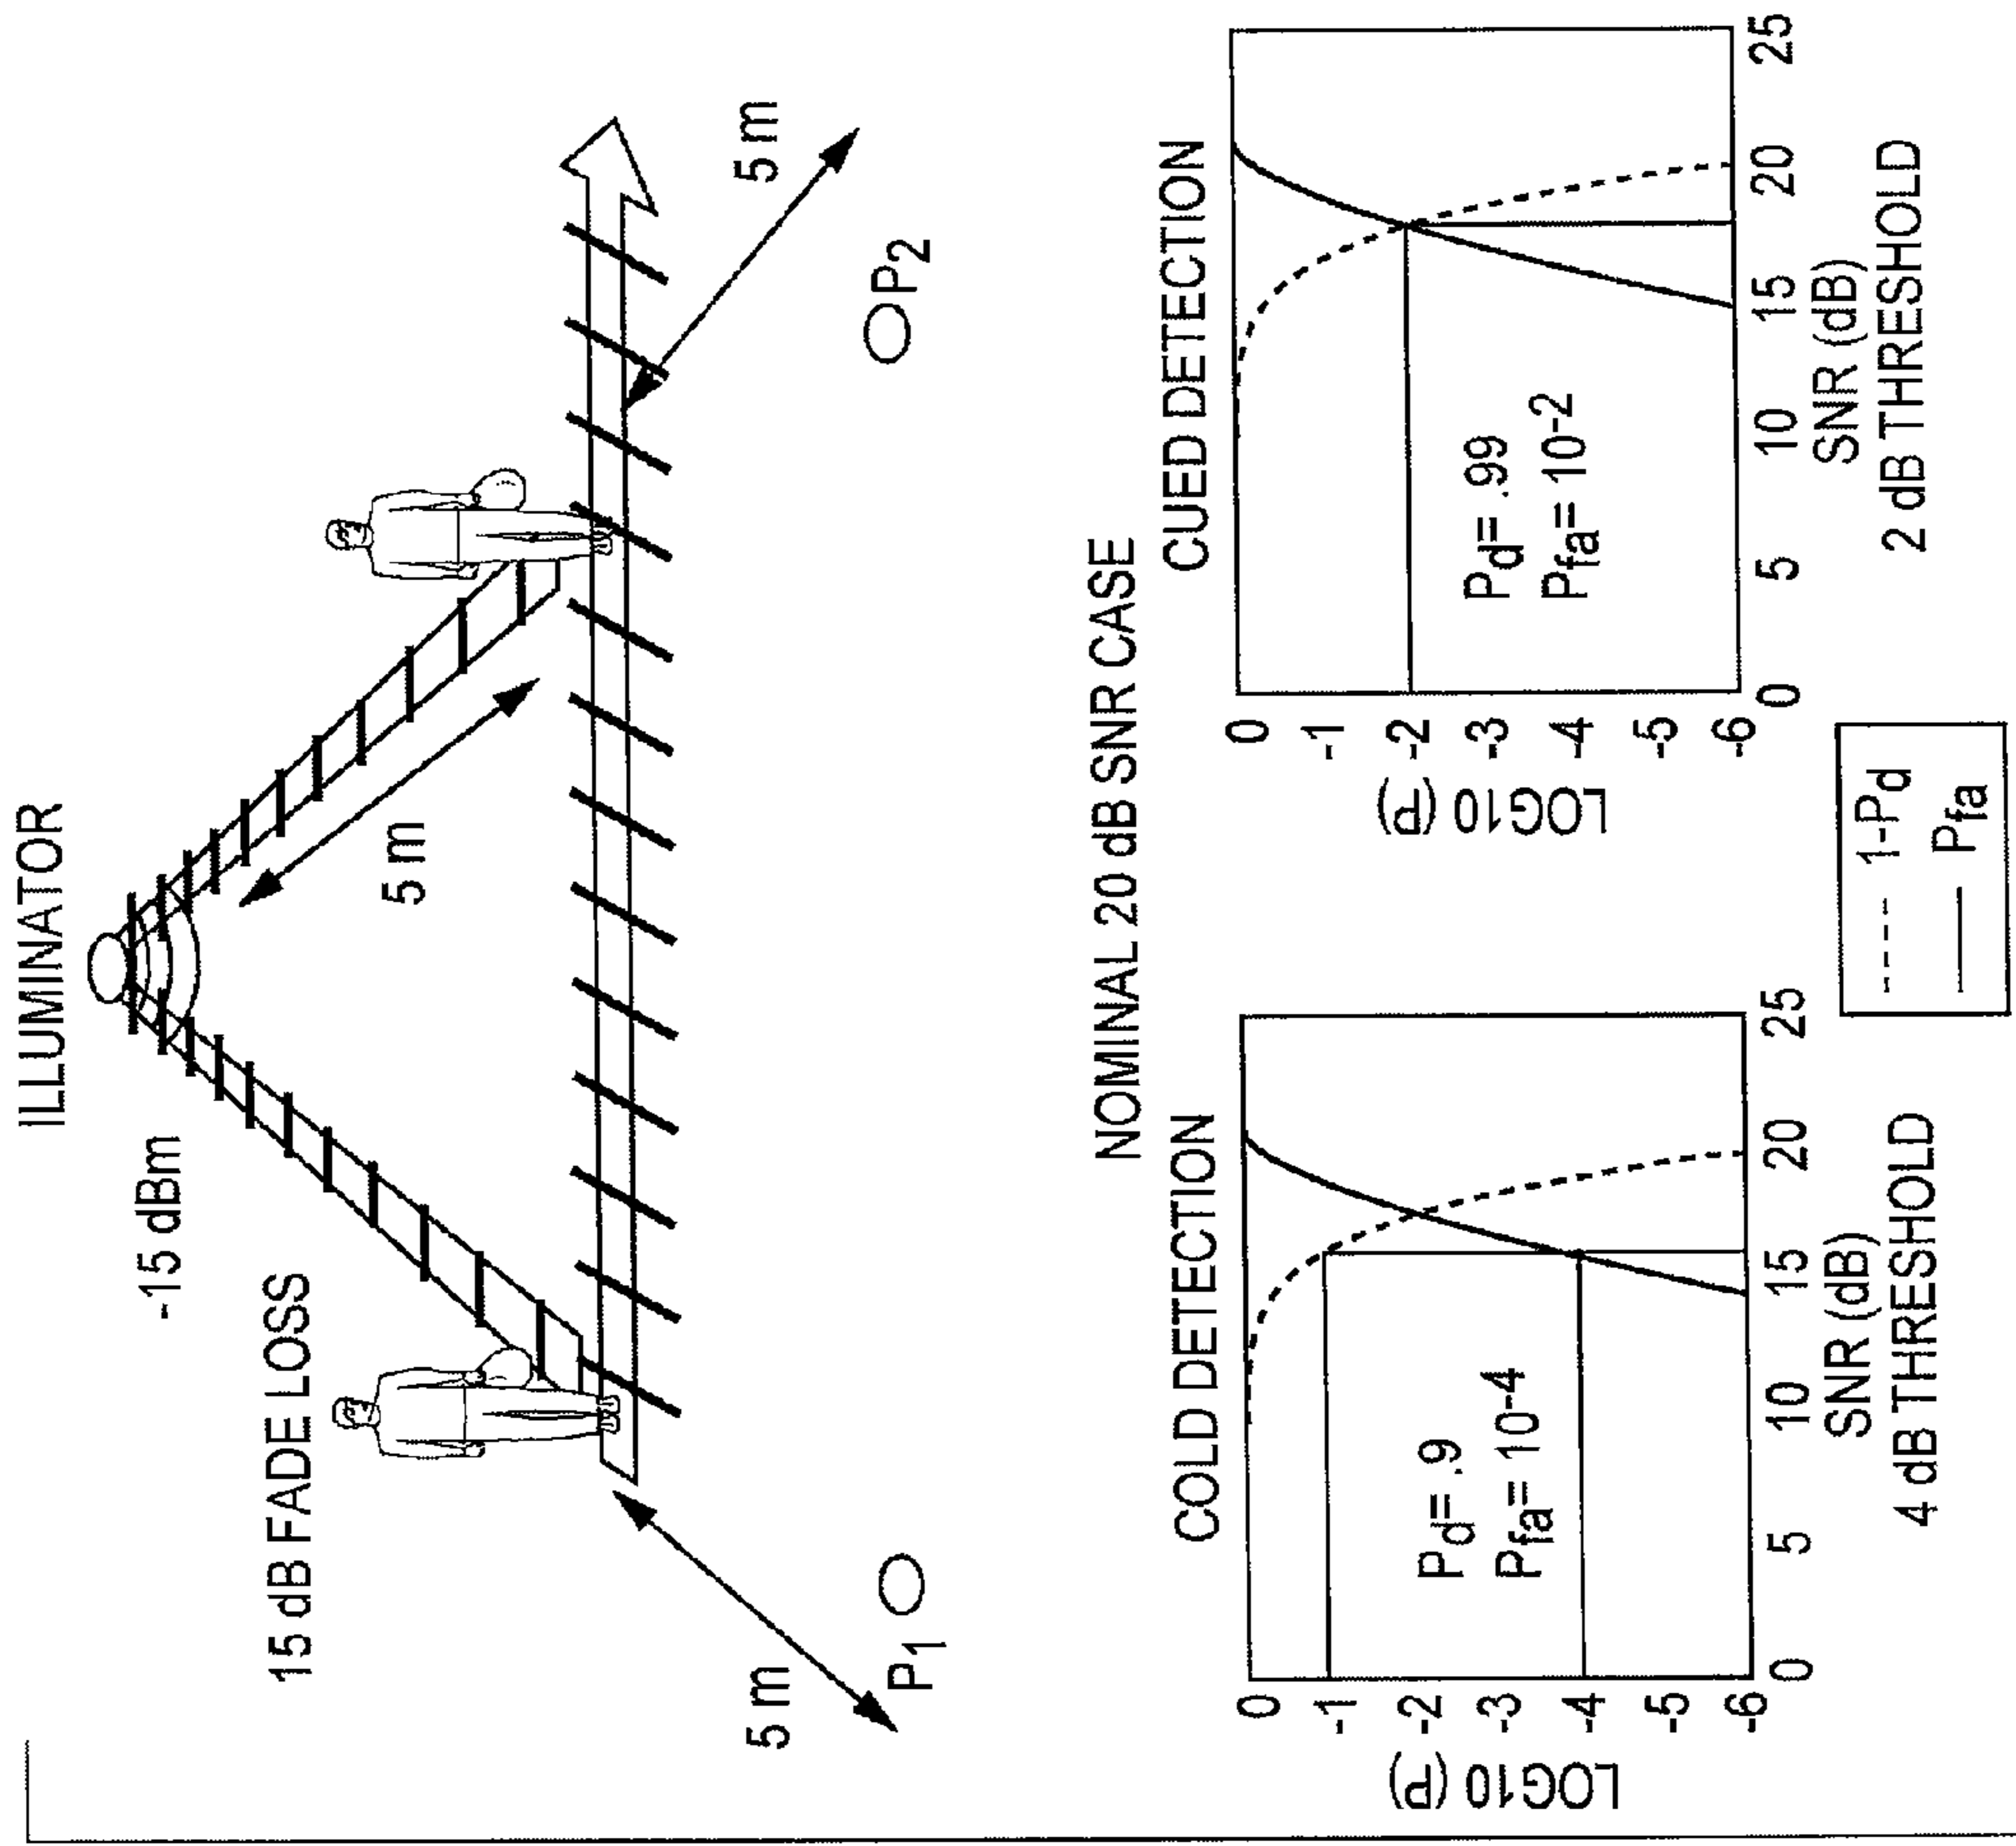 ILLUMINATOR
-15 dBm
15 dB FADE LOSS
5 m
5 m
5 m
P1
P2
NOMINAL 20 dB SNR CASE
COLD DETECTION
LOG10 (P)
0
-1
-2
-3
-4
-5
-6
Pd=.9
Pfa= 10-4
0
5
10
15
20
25
SNR (dB)
4 dB THRESHOLD
CUED DETECTION
LOG10 (P)
0
-1
-2
-3
-4
-5
-6
Pd=.99
Pfa= 10-2
0
5
10
15
20
25
SNR (dB)
2 dB THRESHOLD
1-Pd
Pfa